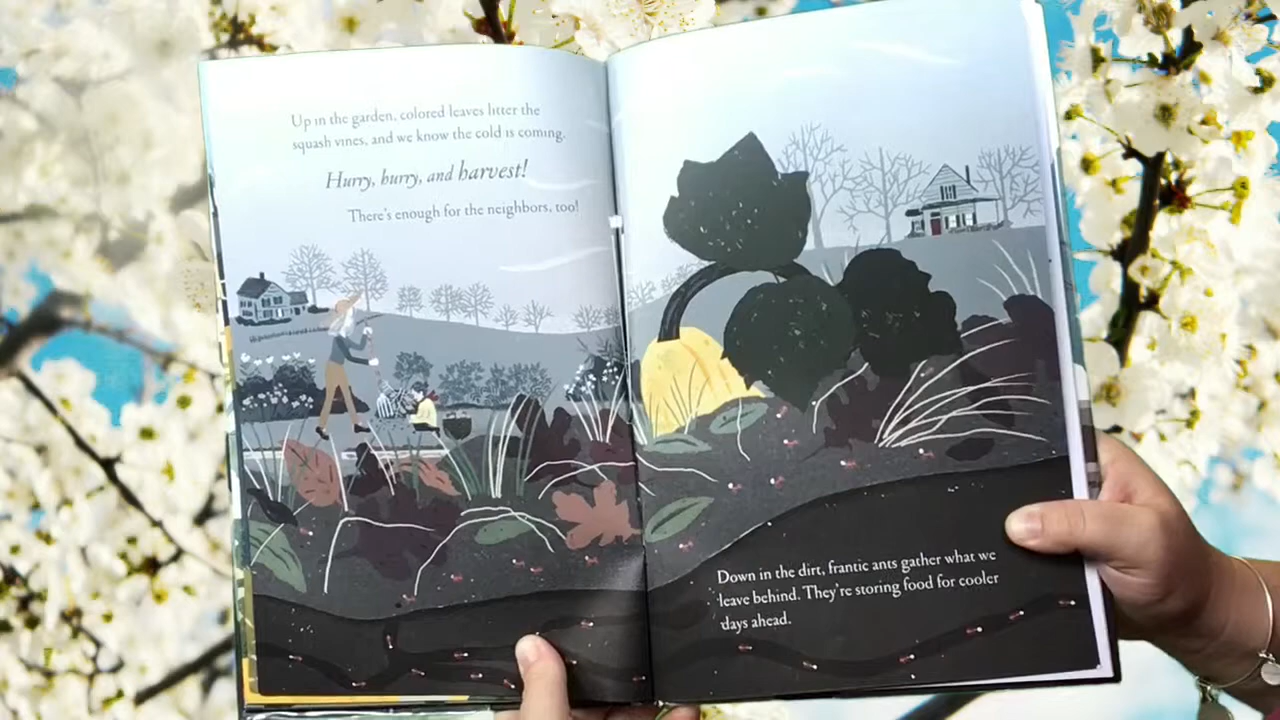 Up in the garden, colored leaves litter the
squash vines, and we know the cold is coming.
Hurry, hurry, and harvest!
There's enough for the neighbors, too!
Down in the dirt, frantic ants gather what we
leave behind. They're storing food for cooler
days ahead.